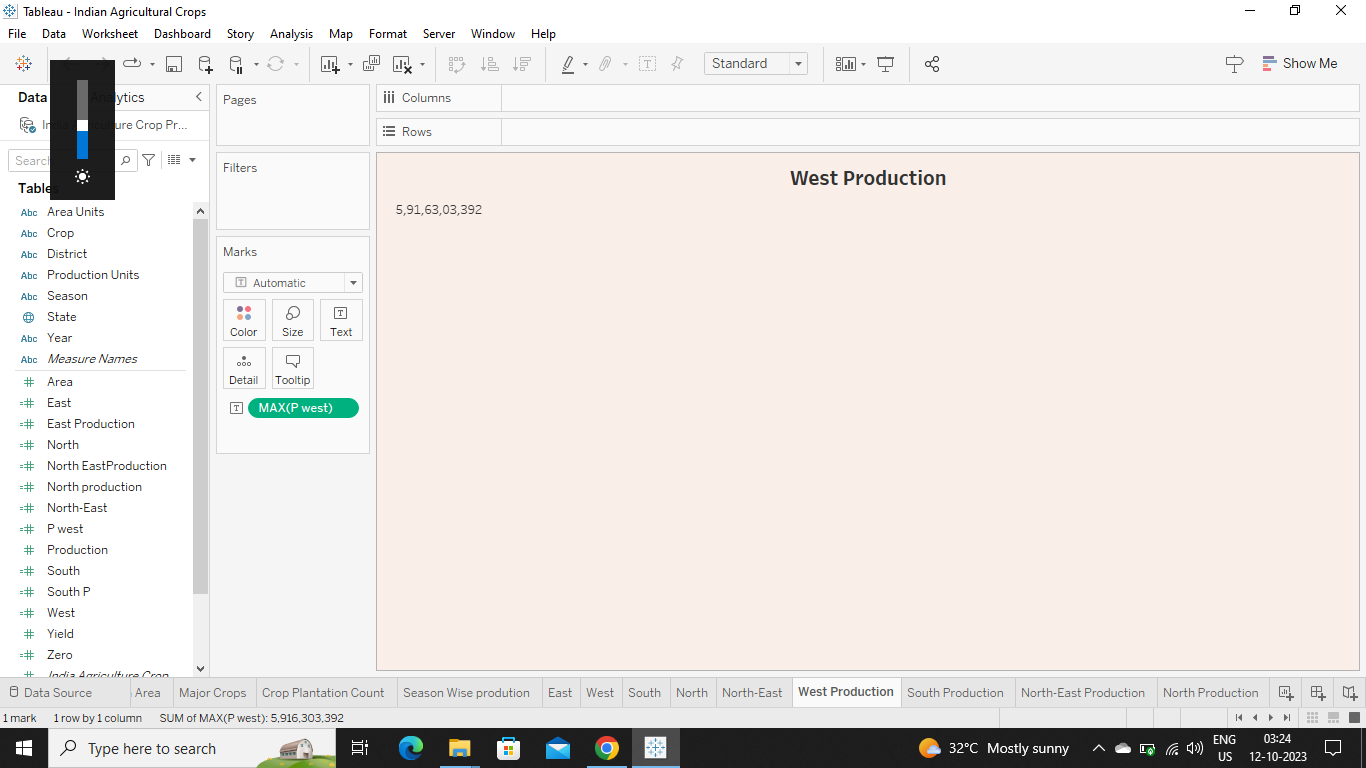 Tableau - Indian Agricultural Crops
File Data Worksheet Dashboard Story Analysis Map Format Server Window Help
Standard
Show Me
Data
Analytics
Pages
Columns
Rows
Filters
Search
Tables
Abc Area Units
Abc Crop
Abc District
Abc Production Units
Abc Season
State
Abc Year
Abc Measure Names
Area
East
East Production
North
North EastProduction
North production
North-East
P west
Production
South
South P
West
Yield
Zero
India Agriculture Crop
Marks
Automatic
Color Size Text
Detail Tooltip
MAX(P west)
West Production
5,91,63,03,392
Data Source Area Major Crops Crop Plantation Count Season Wise prodution East West South North North-East West Production South Production North-East Production North Production
1 mark 1 row by 1 column SUM of MAX(P west): 5,916,303,392
Type here to search
32°C Mostly sunny
ENG
US
03:24
12-10-2023